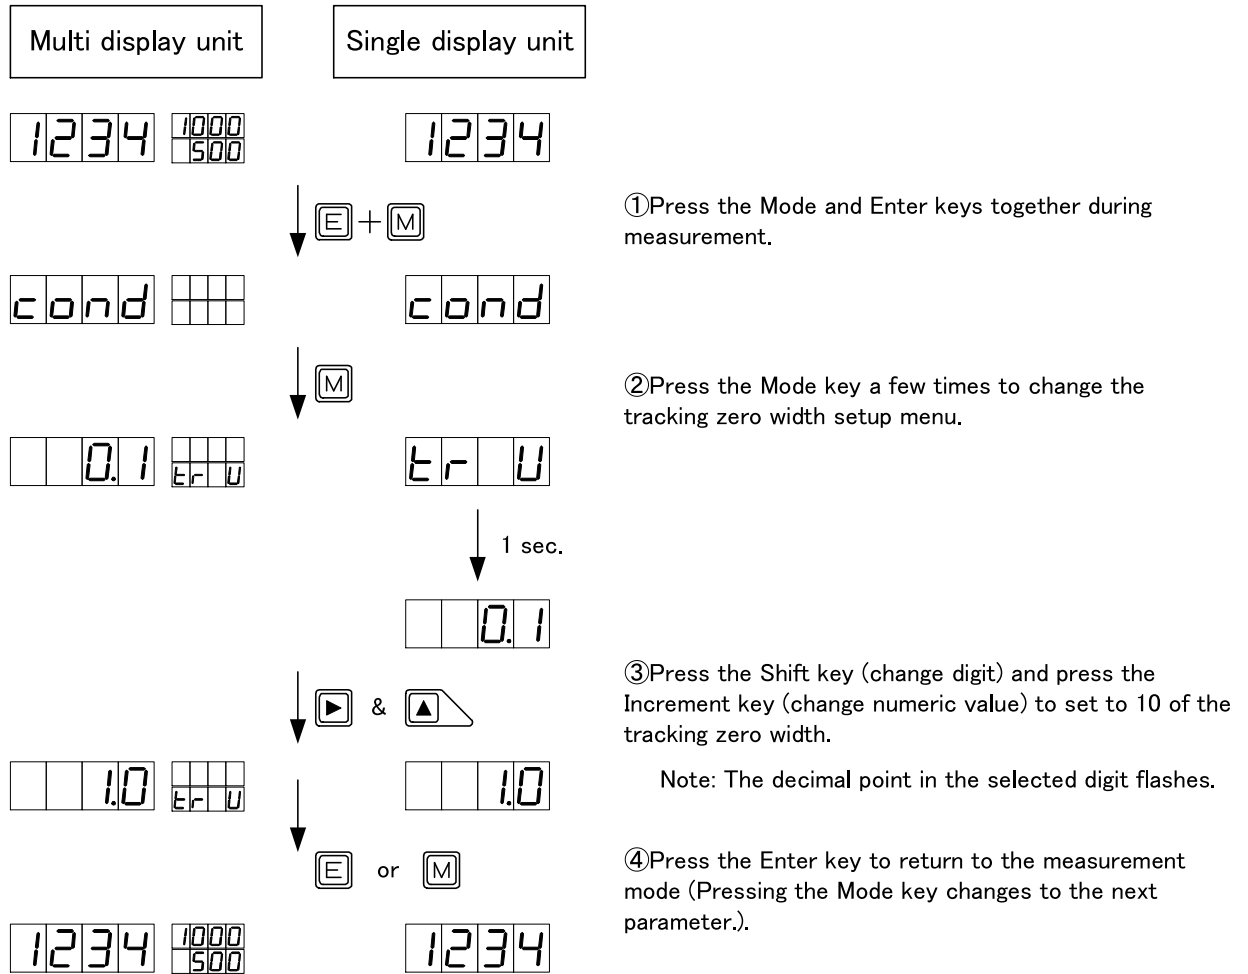 Multi display unit
Single display unit
1234
1000
500
1234
E + M
①Press the Mode and Enter keys together during
measurement.
cond
cond
M
②Press the Mode key a few times to change the
tracking zero width setup menu.
0.1
tr U
tr U
1 sec.
0.1
&
③Press the Shift key (change digit) and press the
Increment key (change numeric value) to set to 10 of the
tracking zero width.
Note: The decimal point in the selected digit flashes.
1.0
tr U
1.0
E or M
④Press the Enter key to return to the measurement
mode (Pressing the Mode key changes to the next
parameter.).
1234
1000
500
1234